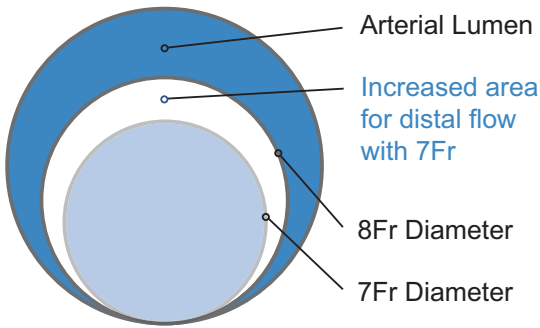 Arterial Lumen
Increased area
for distal flow
with 7Fr
8Fr Diameter
7Fr Diameter